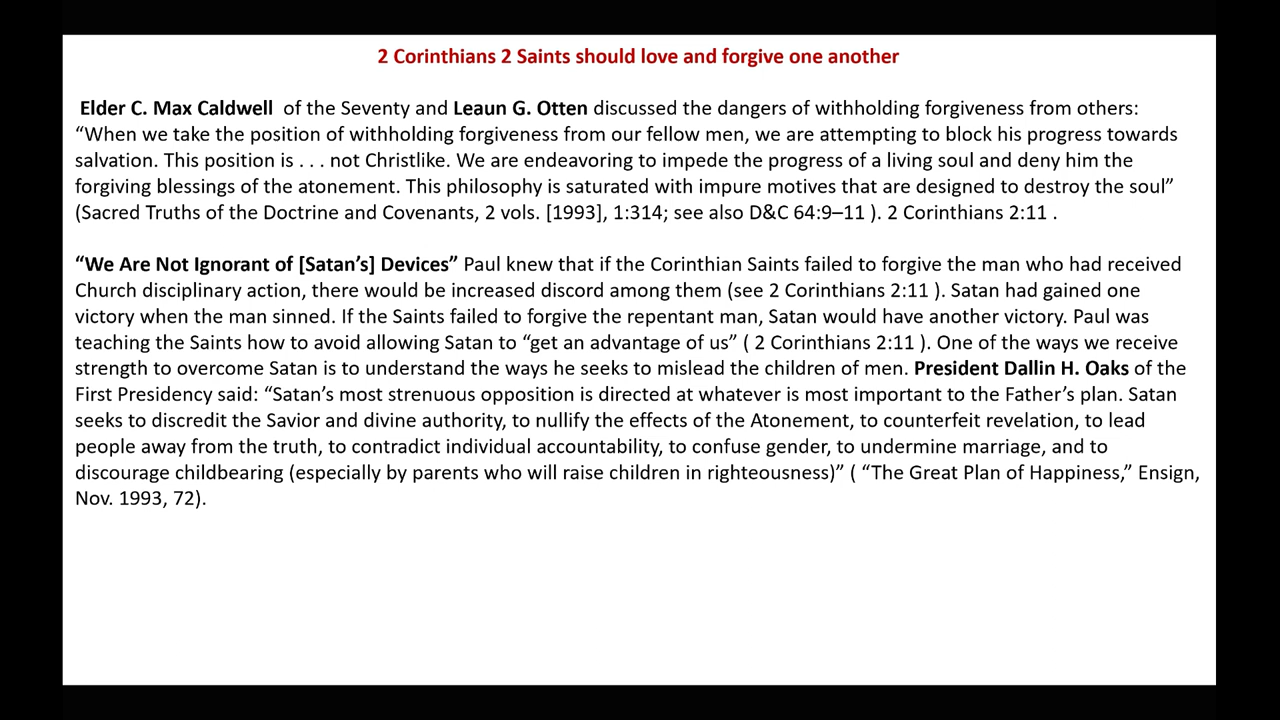 2 Corinthians 2 Saints should love and forgive one another
Elder C. Max Caldwell of the Seventy and Leaun G. Otten discussed the dangers of withholding forgiveness from others:
“When we take the position of withholding forgiveness from our fellow men, we are attempting to block his progress towards
salvation. This position is . . . not Christlike. We are endeavoring to impede the progress of a living soul and deny him the
forgiving blessings of the atonement. This philosophy is saturated with impure motives that are designed to destroy the soul”
(Sacred Truths of the Doctrine and Covenants, 2 vols. [1993], 1:314; see also D&C 64:9–11 ). 2 Corinthians 2:11 .
“We Are Not Ignorant of [Satan’s] Devices” Paul knew that if the Corinthian Saints failed to forgive the man who had received
Church disciplinary action, there would be increased discord among them (see 2 Corinthians 2:11 ). Satan had gained one
victory when the man sinned. If the Saints failed to forgive the repentant man, Satan would have another victory. Paul was
teaching the Saints how to avoid allowing Satan to “get an advantage of us” ( 2 Corinthians 2:11 ). One of the ways we receive
strength to overcome Satan is to understand the ways he seeks to mislead the children of men. President Dallin H. Oaks of the
First Presidency said: “Satan’s most strenuous opposition is directed at whatever is most important to the Father’s plan. Satan
seeks to discredit the Savior and divine authority, to nullify the effects of the Atonement, to counterfeit revelation, to lead
people away from the truth, to contradict individual accountability, to confuse gender, to undermine marriage, and to
discourage childbearing (especially by parents who will raise children in righteousness)” ( “The Great Plan of Happiness,” Ensign,
Nov. 1993, 72).